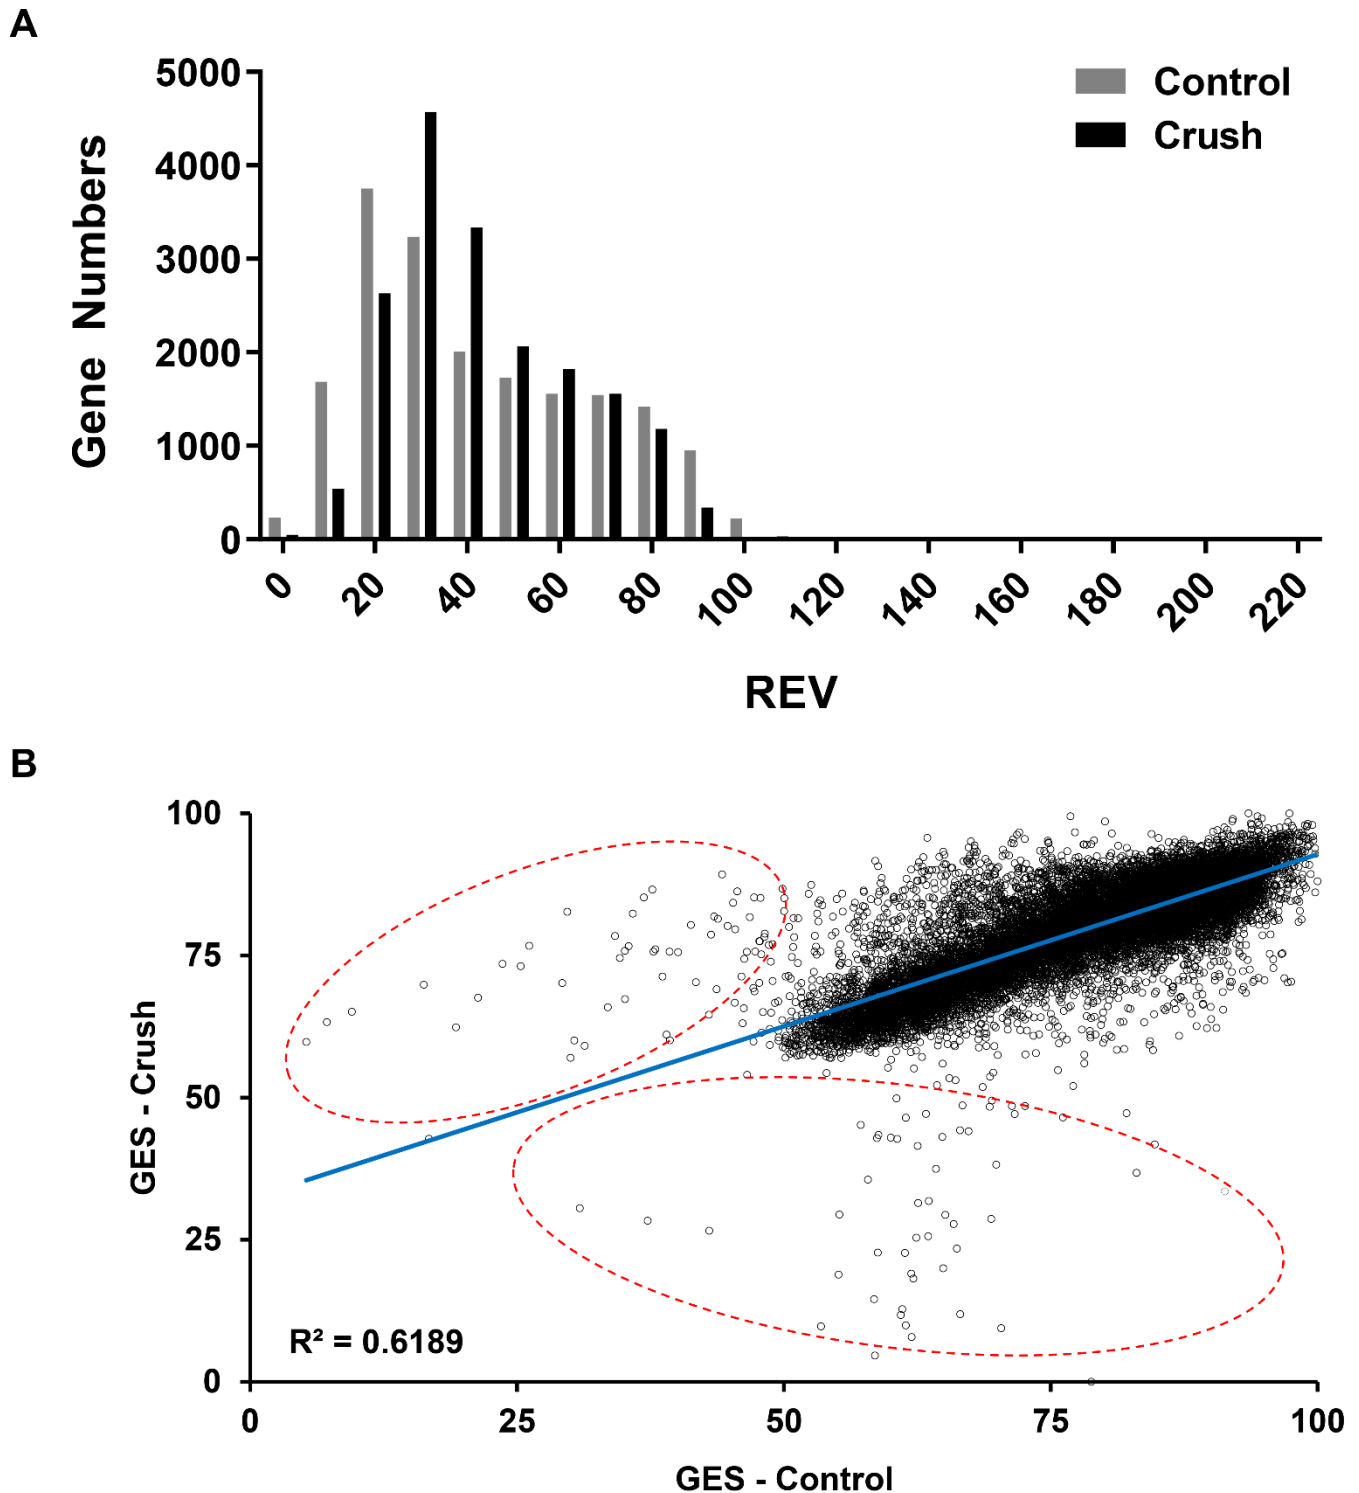 A
5000
4000
3000
2000
1000
0
Gene Numbers
Control
Crush
0 20 40 60 80 100 120 140 160 180 200 220
REV
B
100
75
50
25
0
GES - Crush
R² = 0.6189
0 25 50 75 100
GES - Control